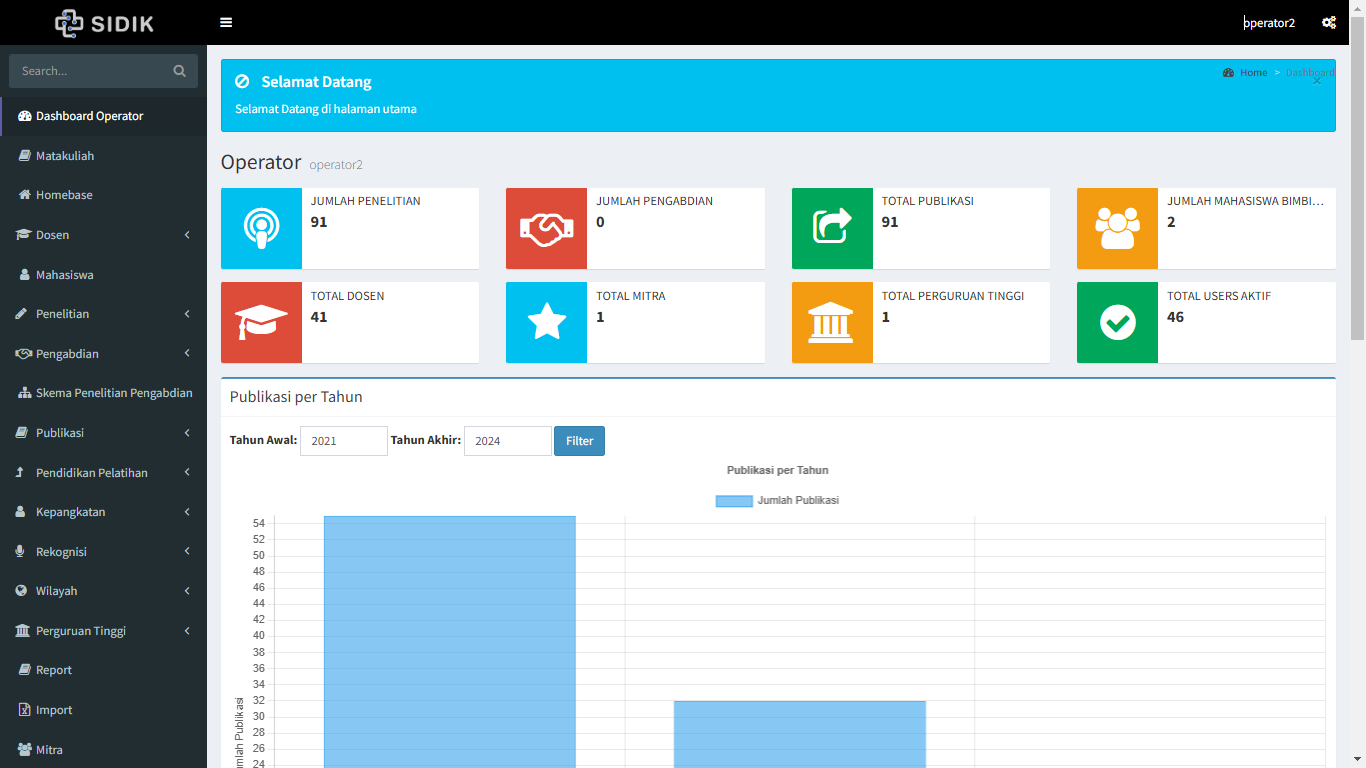 SIDIK
operator2
Search...
Dashboard Operator
Matakuliah
Homebase
Dosen
Mahasiswa
Penelitian
Pengabdian
Skema Penelitian Pengabdian
Publikasi
Pendidikan Pelatihan
Kepangkatan
Rekognisi
Wilayah
Perguruan Tinggi
Report
Import
Mitra
Selamat Datang
Home > Dashboard
×
Selamat Datang di halaman utama
Operator operator2
JUMLAH PENELITIAN
91
JUMLAH PENGABDIAN
0
TOTAL PUBLIKASI
91
JUMLAH MAHASISWA BIMBI...
2
TOTAL DOSEN
41
TOTAL MITRA
1
TOTAL PERGURUAN TINGGI
1
TOTAL USERS AKTIF
46
Publikasi per Tahun
Tahun Awal: 2021 Tahun Akhir: 2024 Filter
Publikasi per Tahun
Jumlah Publikasi
54
52
50
48
46
44
42
40
38
36
34
32
30
28
26
24
mlah Publikasi